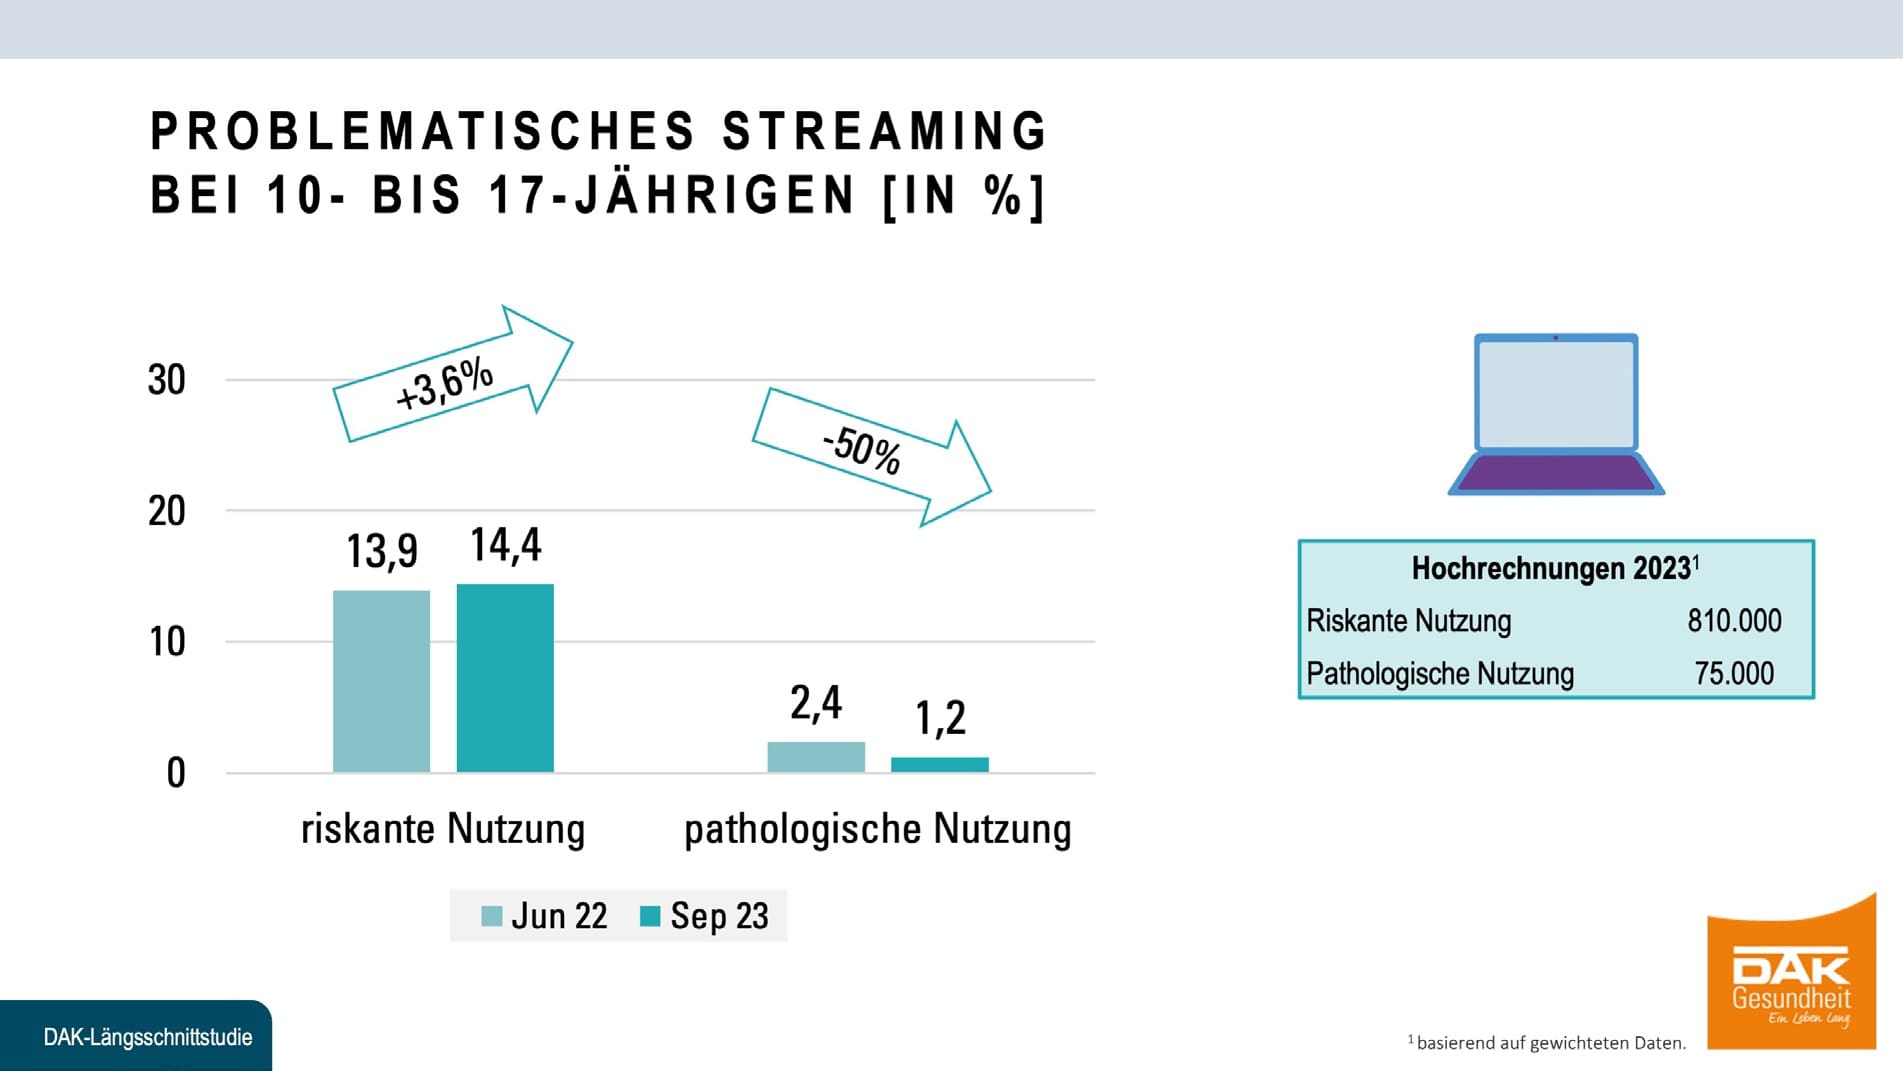 PROBLEMATISCHES STREAMING
BEI 10- BIS 17-JÄHRIGEN [IN %]
30
20
10
0
+3,6%
-50%
13,9
14,4
2,4
1,2
riskante Nutzung
pathologische Nutzung
Jun 22
Sep 23
Hochrechnungen 2023¹
Riskante Nutzung 810.000
Pathologische Nutzung 75.000
DAK-Längsschnittstudie
¹ basierend auf gewichteten Daten.
DAK
Gesundheit
Ein Leben lang